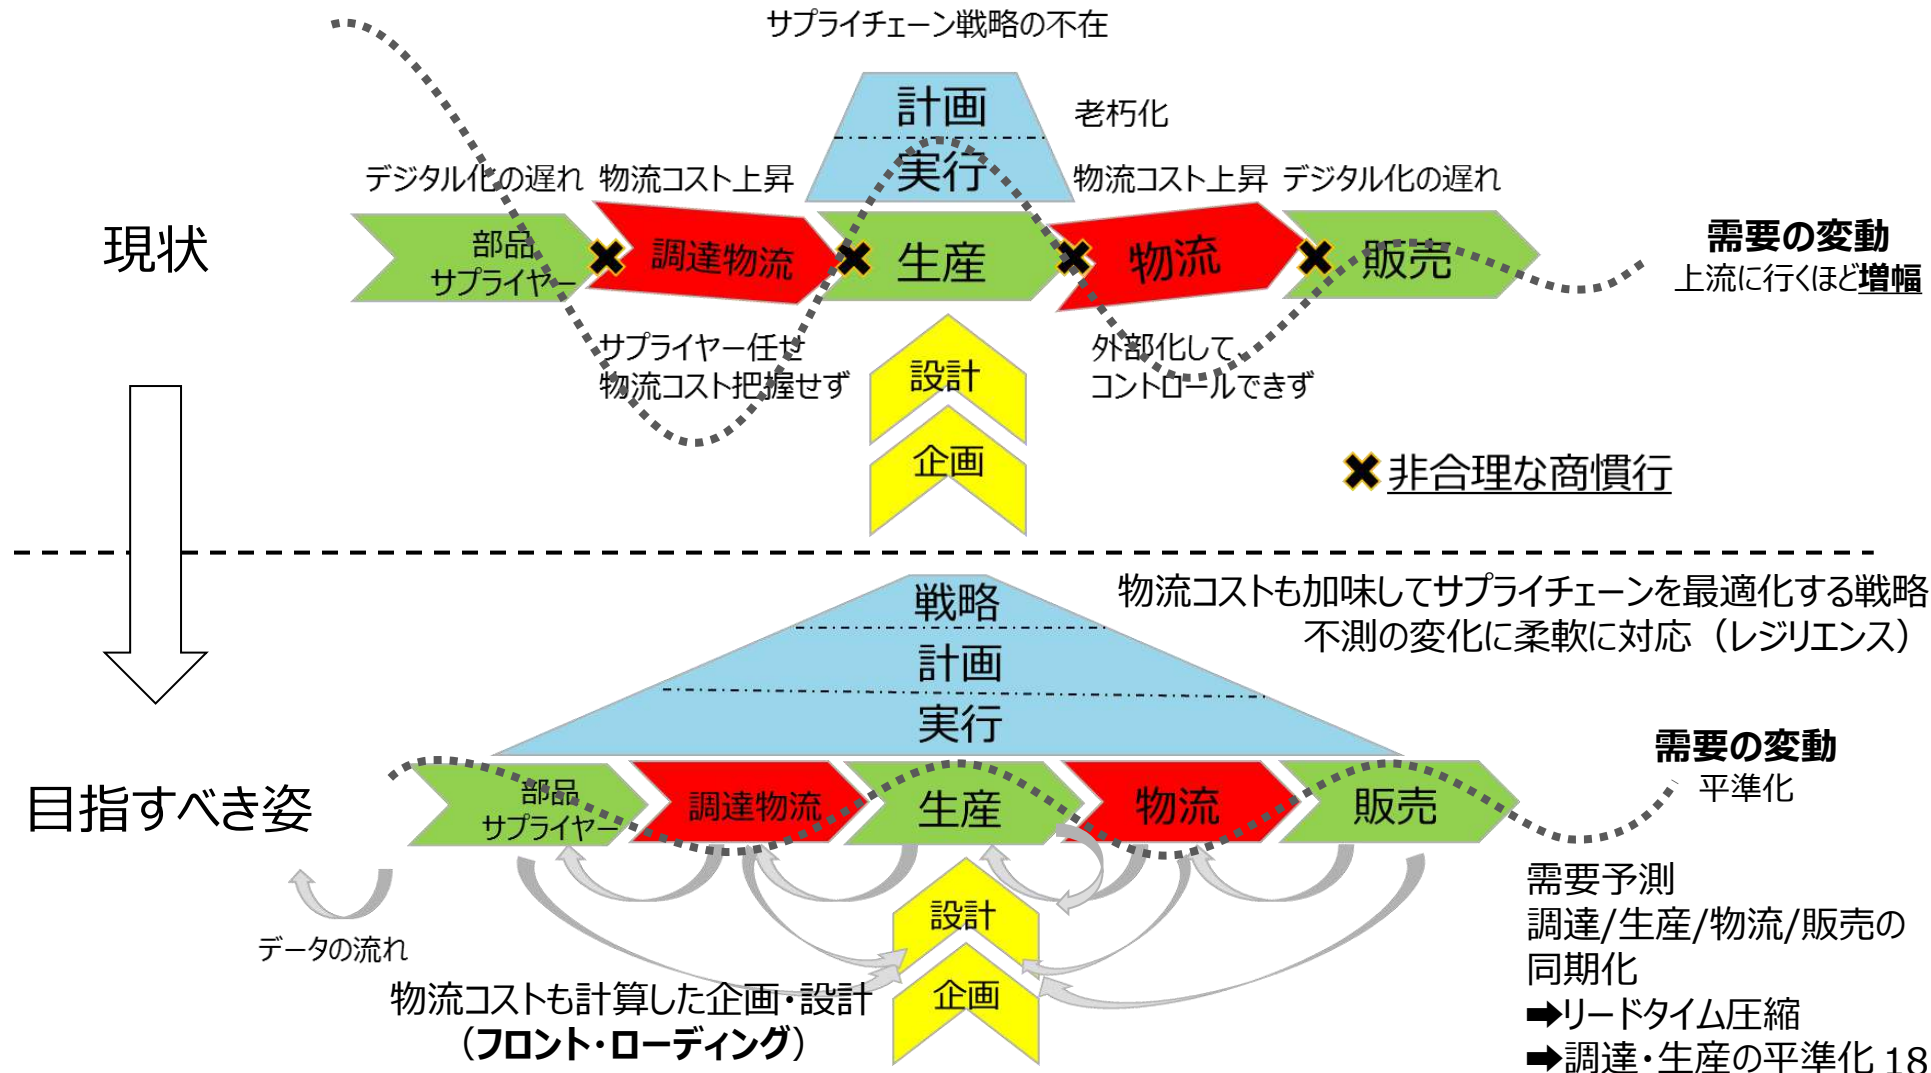 サプライチェーン戦略の不在
計画
老朽化
実行
デジタル化の遅れ
物流コスト上昇
物流コスト上昇
デジタル化の遅れ
現状
部品
サプライヤー
調達物流
生産
物流
販売
需要の変動
上流に行くほど増幅
サプライヤー任せ
物流コスト把握せず
外部化して、
コントロールできず
設計
企画
非合理な商慣行
戦略
計画
実行
物流コストも加味してサプライチェーンを最適化する戦略
不測の変化に柔軟に対応（レジリエンス）
目指すべき姿
部品
サプライヤー
調達物流
生産
物流
販売
需要の変動
平準化
データの流れ
設計
企画
物流コストも計算した企画・設計
（フロント・ローディング）
需要予測
調達/生産/物流/販売の
同期化
➡リードタイム圧縮
➡調達・生産の平準化
18